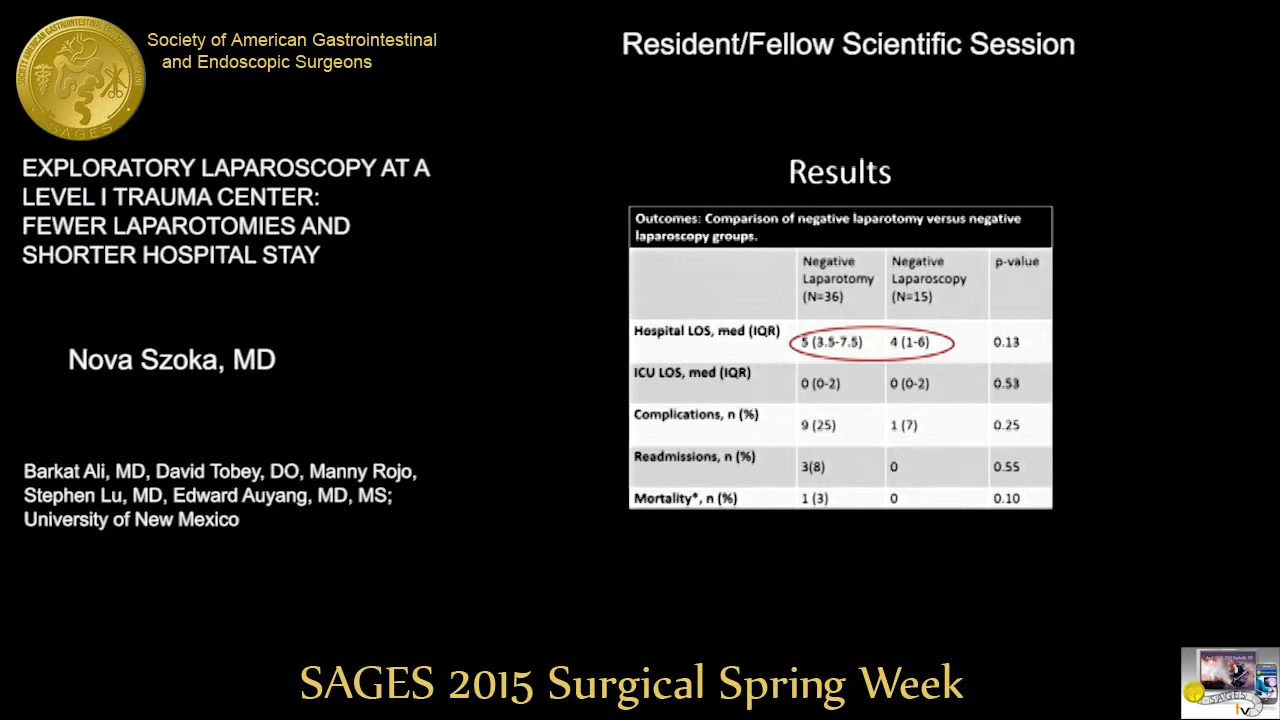 Society of American Gastrointestinal
and Endoscopic Surgeons
Resident/Fellow Scientific Session
SAGES
EXPLORATORY LAPAROSCOPY AT A
LEVEL I TRAUMA CENTER:
FEWER LAPAROTOMIES AND
SHORTER HOSPITAL STAY
Nova Szoka, MD
Barkat Ali, MD, David Tobey, DO, Manny Rojo,
Stephen Lu, MD, Edward Auyang, MD, MS;
University of New Mexico
Results
Outcomes: Comparison of negative laparotomy versus negative
laparoscopy groups.
Negative Laparotomy (N=36) Negative Laparoscopy (N=15) p-value
Hospital LOS, med (IQR) 5 (3.5-7.5) 4 (1-6) 0.13
ICU LOS, med (IQR) 0 (0-2) 0 (0-2) 0.53
Complications, n (%) 9 (25) 1 (7) 0.25
Readmissions, n (%) 3(8) 0 0.55
Mortality*, n (%) 1 (3) 0 0.10
SAGES 2015 Surgical Spring Week
SAGES
tv